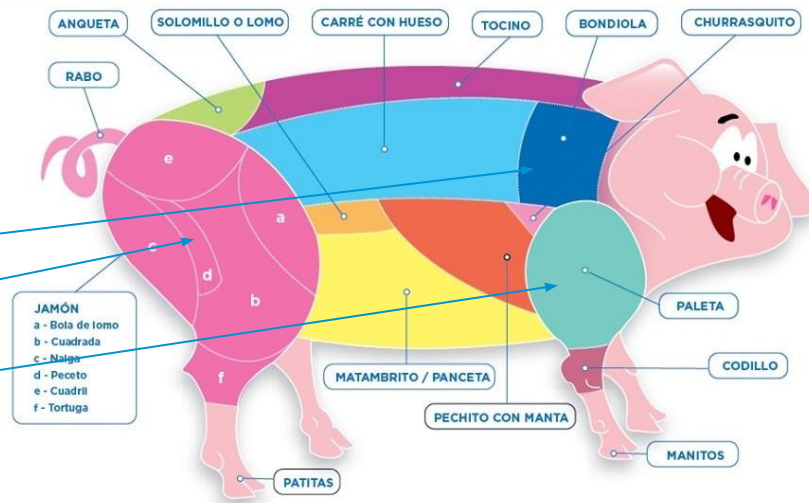 ANQUETA
SOLOMILLO O LOMO
CARRÉ CON HUESO
TOCINO
BONDIOLA
CHURRASQUITO
RABO
e
a
c
d
b
f
JAMÓN
a - Bola de lomo
b - Cuadrada
c - Nalga
d - Peceto
e - Cuadril
f - Tortuga
PALETA
MATAMBRITO / PANCETA
CODILLO
PECHITO CON MANTA
MANITOS
PATITAS